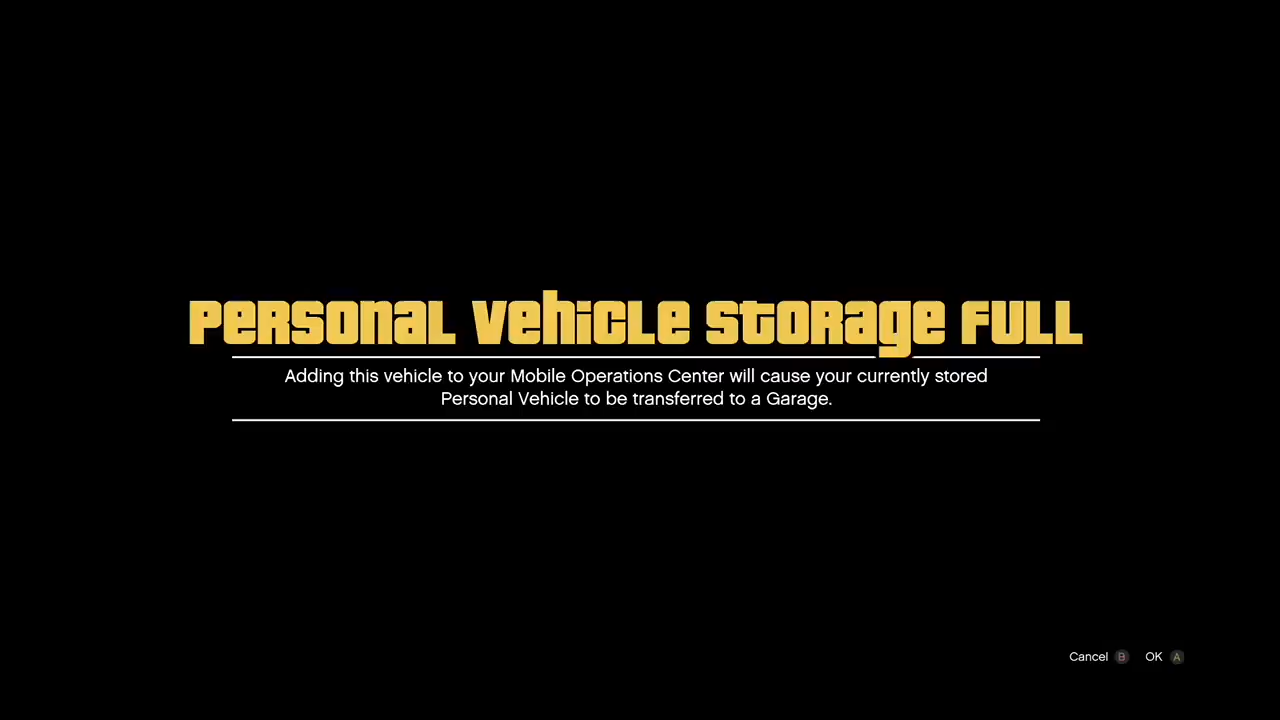 Personal Vehicle Storage Full
Adding this vehicle to your Mobile Operations Center will cause your currently stored
Personal Vehicle to be transferred to a Garage.
Cancel B OK A